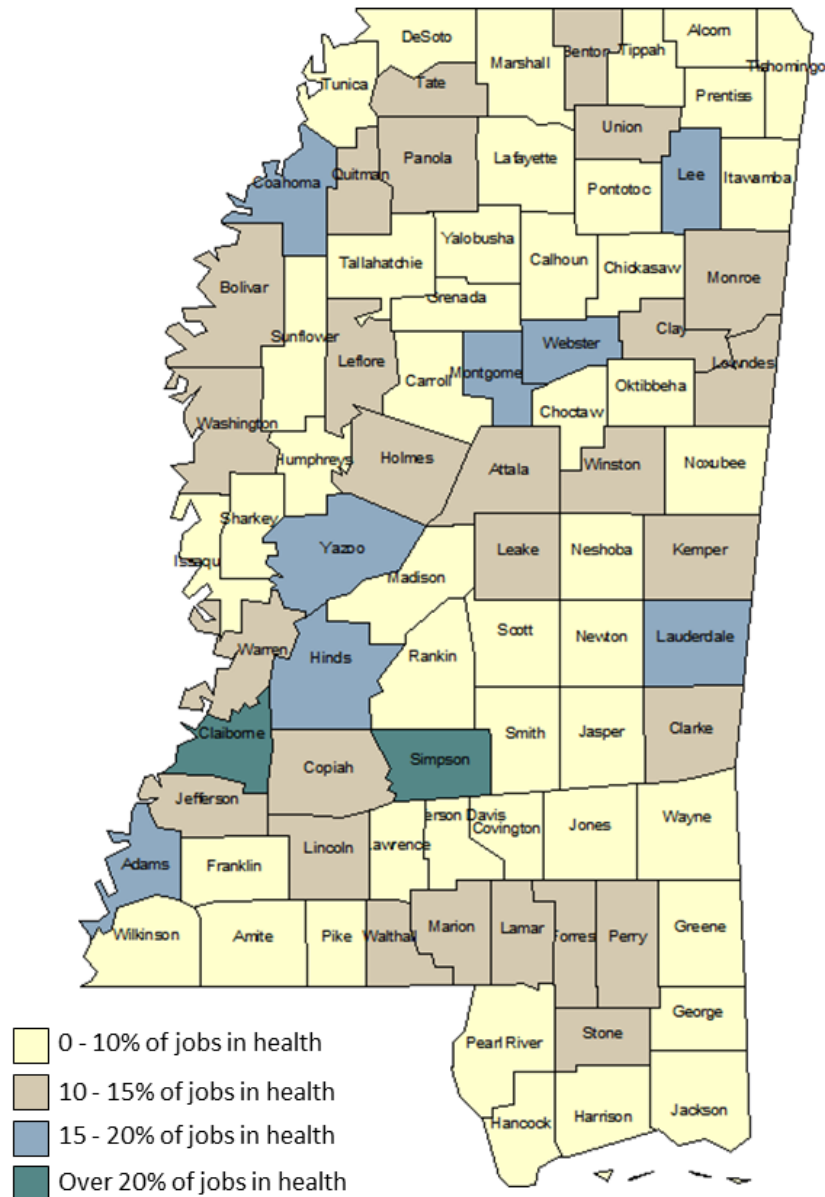 DeSoto
Marshall
Benton
Tippah
Alcorn
Tishomingo
Tunica
Tate
Prentiss
Union
Coahoma
Quitman
Panola
Lafayette
Pontotoc
Lee
Itawamba
Tallahatchie
Yalobusha
Calhoun
Chickasaw
Monroe
Bolivar
Grenada
Sunflower
Leflore
Carroll
Montgome
Webster
Clay
Lowndes
Oktibbeha
Choctaw
Washington
Humphreys
Holmes
Attala
Winston
Noxubee
Sharkey
Issaqu
Yazoo
Madison
Leake
Neshoba
Kemper
Warren
Hinds
Rankin
Scott
Newton
Lauderdale
Claiborne
Copiah
Simpson
Smith
Jasper
Clarke
Jefferson
Lincoln
Lawrence
erson Davis
Covington
Jones
Wayne
Adams
Franklin
Wilkinson
Amite
Pike
Walthal
Marion
Lamar
Forres
Perry
Greene
Pearl River
Stone
George
Hancock
Harrison
Jackson
0 - 10% of jobs in health
10 - 15% of jobs in health
15 - 20% of jobs in health
Over 20% of jobs in health